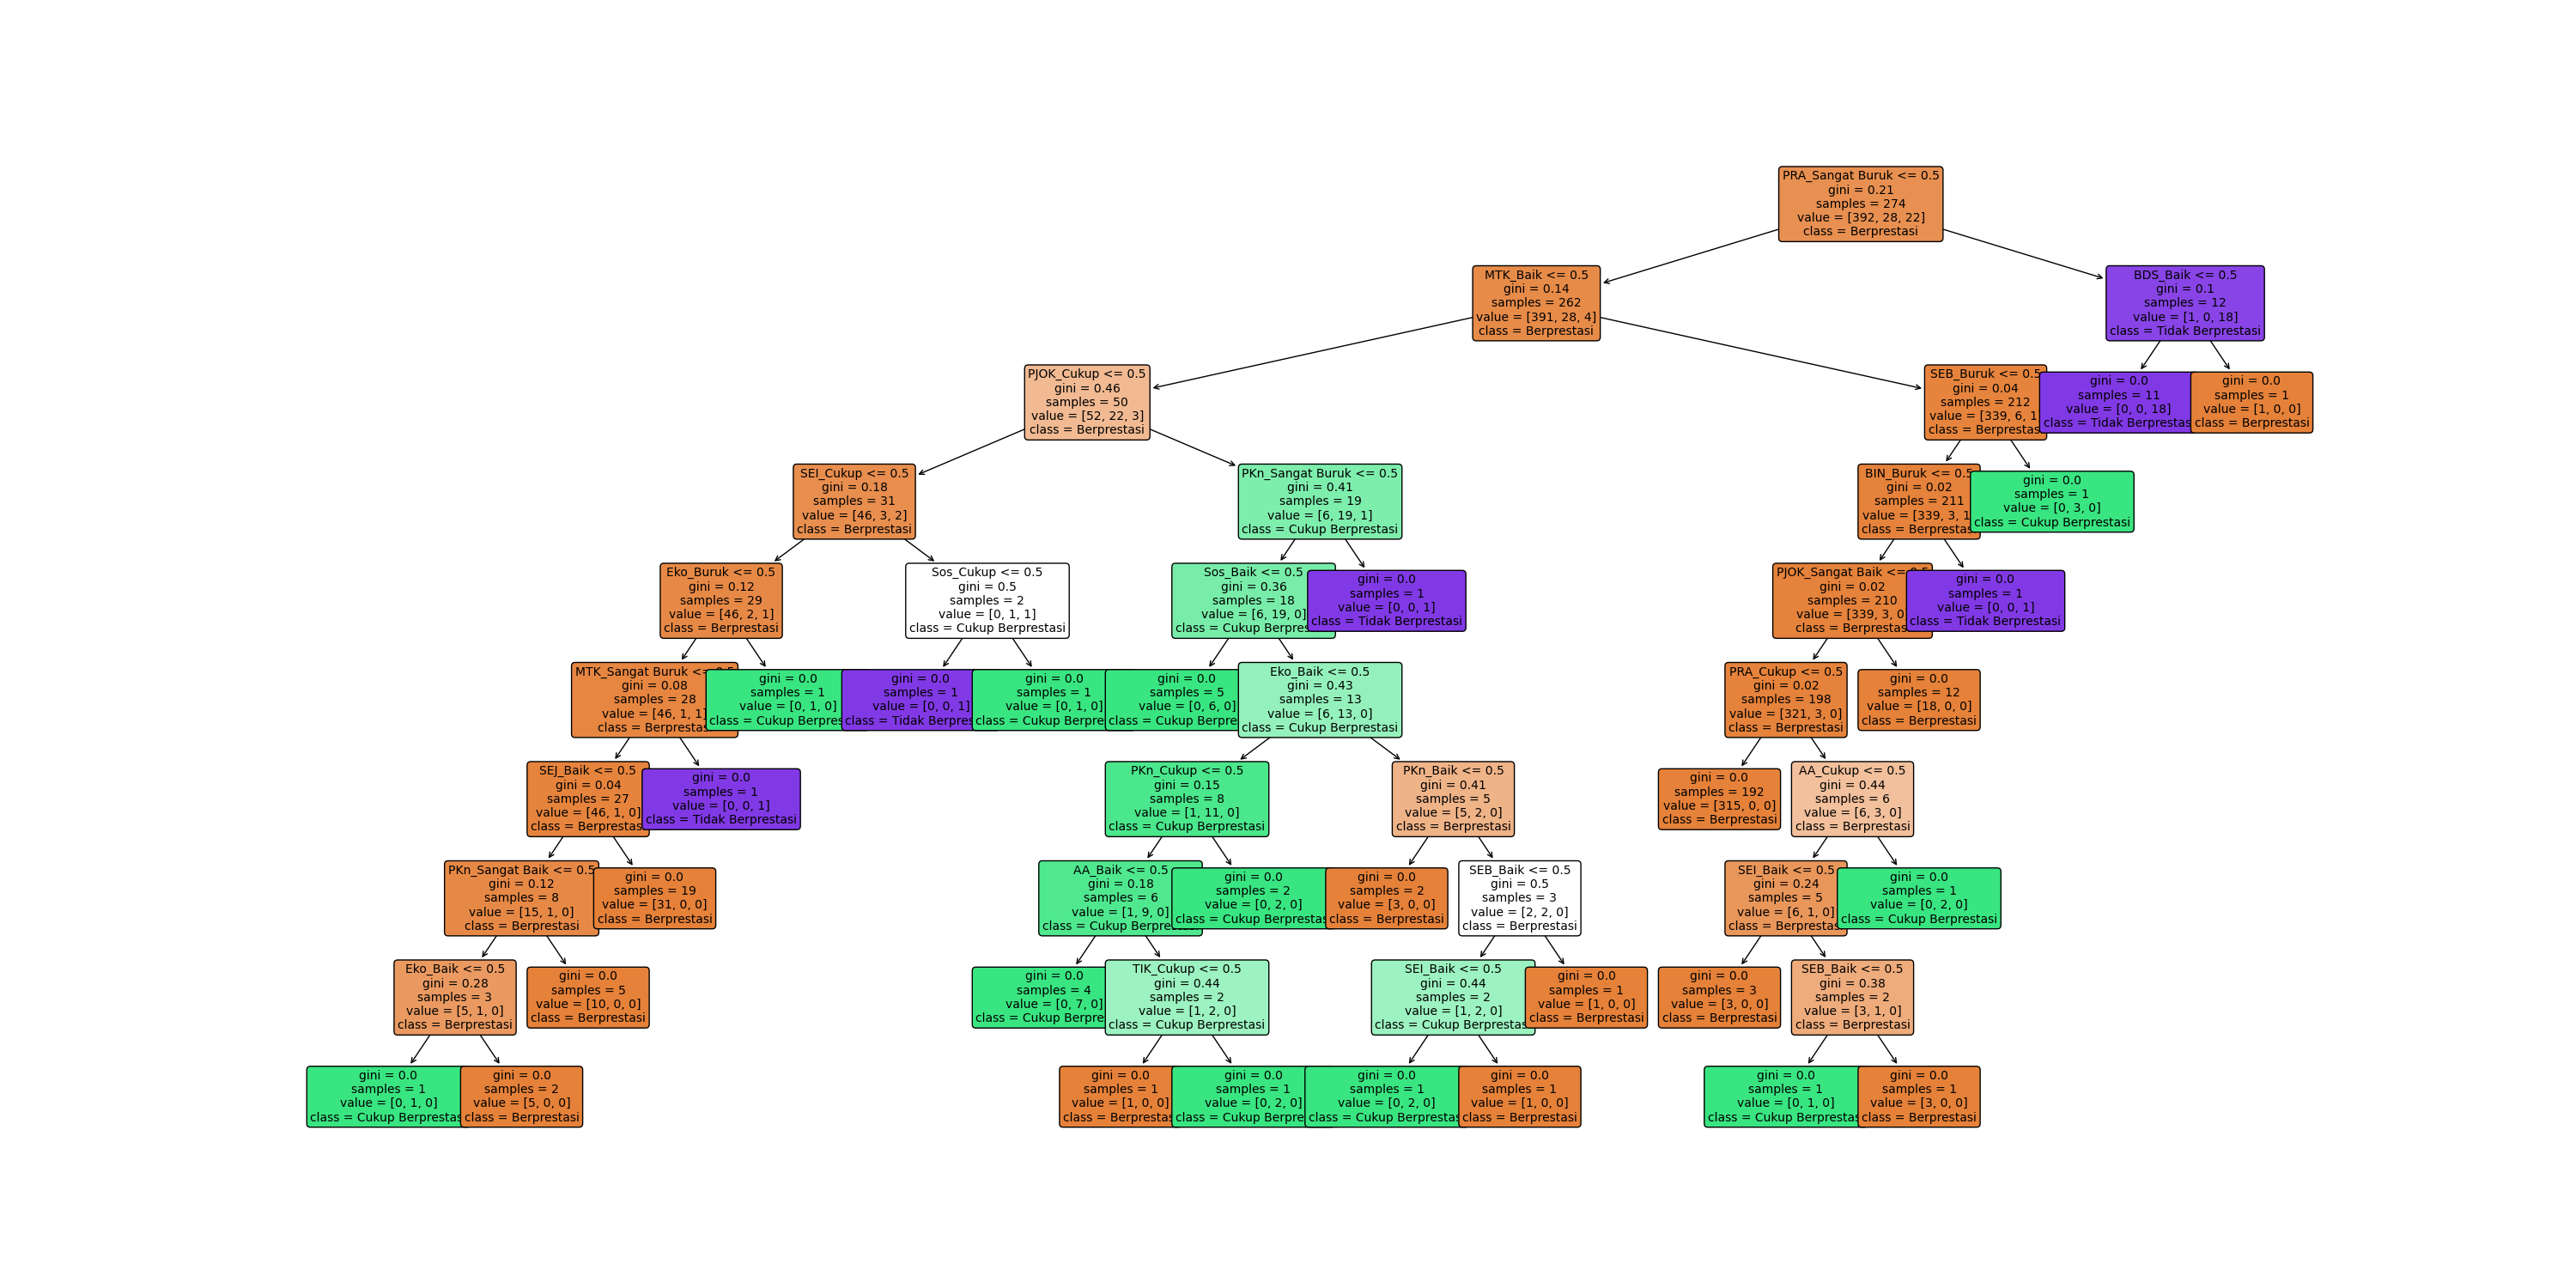 PRA_Sangat Buruk <= 0.5
gini = 0.21
samples = 274
value = [392, 28, 22]
class = Berprestasi
MTK_Baik <= 0.5
gini = 0.14
samples = 262
value = [391, 28, 4]
class = Berprestasi
BDS_Baik <= 0.5
gini = 0.1
samples = 12
value = [1, 0, 18]
class = Tidak Berprestasi
PJOK_Cukup <= 0.5
gini = 0.46
samples = 50
value = [52, 22, 3]
class = Berprestasi
SEB_Buruk <= 0.5
gini = 0.04
samples = 212
value = [339, 6, 1
class = Berprestas
gini = 0.0
samples = 11
value = [0, 0, 18]
class = Tidak Berprestas
gini = 0.0
samples = 1
value = [1, 0, 0]
class = Berprestasi
SEI_Cukup <= 0.5
gini = 0.18
samples = 31
value = [46, 3, 2]
class = Berprestasi
PKn_Sangat Buruk <= 0.5
gini = 0.41
samples = 19
value = [6, 19, 1]
class = Cukup Berprestasi
BIN_Buruk <= 0.5
gini = 0.02
samples = 211
value = [339, 3, 1
class = Berprestas
gini = 0.0
samples = 1
value = [0, 3, 0]
class = Cukup Berprestasi
Eko_Buruk <= 0.5
gini = 0.12
samples = 29
value = [46, 2, 1]
class = Berprestasi
Sos_Cukup <= 0.5
gini = 0.5
samples = 2
value = [0, 1, 1]
class = Cukup Berprestasi
Sos_Baik <= 0.5
gini = 0.36
samples = 18
value = [6, 19, 0]
class = Cukup Berpres
gini = 0.0
samples = 1
value = [0, 0, 1]
class = Tidak Berprestasi
PJOK_Sangat Baik <=
gini = 0.02
samples = 210
value = [339, 3, 0
class = Berprestas
gini = 0.0
samples = 1
value = [0, 0, 1]
class = Tidak Berprestasi
MTK_Sangat Buruk <=
gini = 0.08
samples = 28
value = [46, 1, 1]
class = Berprestas
gini = 0.0
samples = 1
value = [0, 1, 0]
class = Cukup Berpres
gini = 0.0
samples = 1
value = [0, 0, 1]
class = Tidak Berpres
gini = 0.0
samples = 1
value = [0, 1, 0]
class = Cukup Berpre
gini = 0.0
samples = 5
value = [0, 6, 0]
class = Cukup Berpre
Eko_Baik <= 0.5
gini = 0.43
samples = 13
value = [6, 13, 0]
class = Cukup Berprestasi
PRA_Cukup <= 0.5
gini = 0.02
samples = 198
value = [321, 3, 0]
class = Berprestasi
gini = 0.0
samples = 12
value = [18, 0, 0]
class = Berprestasi
SEJ_Baik <= 0.5
gini = 0.04
samples = 27
value = [46, 1, 0]
class = Berprestas
gini = 0.0
samples = 1
value = [0, 0, 1]
class = Tidak Berprestasi
PKn_Cukup <= 0.5
gini = 0.15
samples = 8
value = [1, 11, 0]
class = Cukup Berprestasi
PKn_Baik <= 0.5
gini = 0.41
samples = 5
value = [5, 2, 0]
class = Berprestasi
gini = 0.0
samples = 192
value = [315, 0, 0]
class = Berprestasi
AA_Cukup <= 0.5
gini = 0.44
samples = 6
value = [6, 3, 0]
class = Berprestasi
PKn_Sangat Baik <= 0.5
gini = 0.12
samples = 8
value = [15, 1, 0]
class = Berprestasi
gini = 0.0
samples = 19
value = [31, 0, 0]
class = Berprestasi
AA_Baik <= 0.5
gini = 0.18
samples = 6
value = [1, 9, 0]
class = Cukup Berpre
gini = 0.0
samples = 2
value = [0, 2, 0]
class = Cukup Berprestas
gini = 0.0
samples = 2
value = [3, 0, 0]
class = Berprestasi
SEB_Baik <= 0.5
gini = 0.5
samples = 3
value = [2, 2, 0]
class = Berprestasi
SEI_Baik <= 0.5
gini = 0.24
samples = 5
value = [6, 1, 0]
class = Berprestas
gini = 0.0
samples = 1
value = [0, 2, 0]
class = Cukup Berprestasi
Eko_Baik <= 0.5
gini = 0.28
samples = 3
value = [5, 1, 0]
class = Berprestasi
gini = 0.0
samples = 5
value = [10, 0, 0]
class = Berprestasi
gini = 0.0
samples = 4
value = [0, 7, 0]
class = Cukup Berpre
TIK_Cukup <= 0.5
gini = 0.44
samples = 2
value = [1, 2, 0]
class = Cukup Berprestasi
SEI_Baik <= 0.5
gini = 0.44
samples = 2
value = [1, 2, 0]
class = Cukup Berprestas
gini = 0.0
samples = 1
value = [1, 0, 0]
class = Berprestasi
gini = 0.0
samples = 3
value = [3, 0, 0]
class = Berprestasi
SEB_Baik <= 0.5
gini = 0.38
samples = 2
value = [3, 1, 0]
class = Berprestasi
gini = 0.0
samples = 1
value = [0, 1, 0]
class = Cukup Berprestas
gini = 0.0
samples = 2
value = [5, 0, 0]
class = Berprestasi
gini = 0.0
samples = 1
value = [1, 0, 0]
class = Berprestas
gini = 0.0
samples = 1
value = [0, 2, 0]
class = Cukup Berpre
gini = 0.0
samples = 1
value = [0, 2, 0]
class = Cukup Berprestas
gini = 0.0
samples = 1
value = [1, 0, 0]
class = Berprestasi
gini = 0.0
samples = 1
value = [0, 1, 0]
class = Cukup Berprestas
gini = 0.0
samples = 1
value = [3, 0, 0]
class = Berprestasi